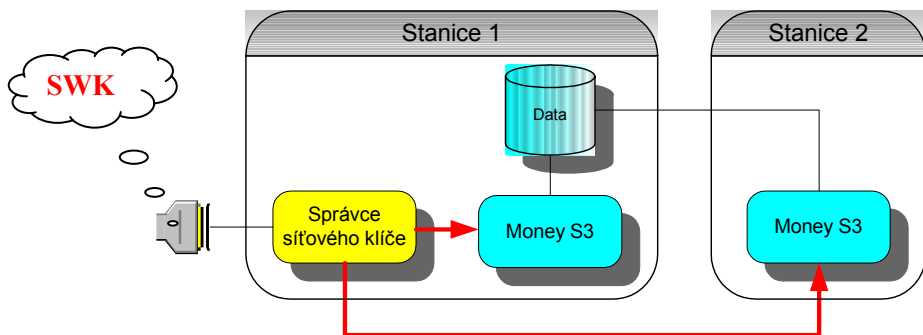 Stanice 1
Stanice 2
SWK
Data
Správce
síťového klíče
Money S3
Money S3